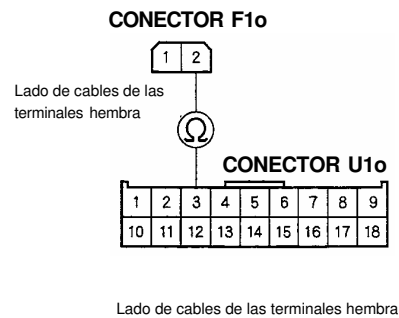 CONECTOR F1o
1 2
Lado de cables de las
terminales hembra
Ω
CONECTOR U1o
1 2 3 4 5 6 7 8 9
10 11 12 13 14 15 16 17 18
Lado de cables de las terminales hembra